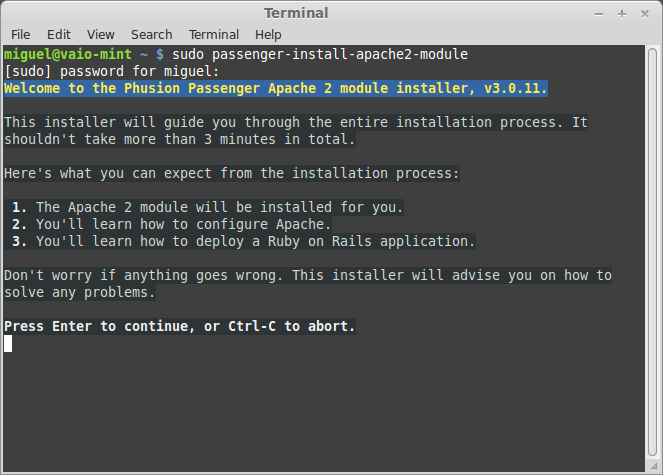 Terminal
File Edit View Search Terminal Help
miguel@vaio-mint ~ $ sudo passenger-install-apache2-module
[sudo] password for miguel:
Welcome to the Phusion Passenger Apache 2 module installer, v3.0.11.
This installer will guide you through the entire installation process. It
shouldn't take more than 3 minutes in total.
Here's what you can expect from the installation process:
1. The Apache 2 module will be installed for you.
2. You'll learn how to configure Apache.
3. You'll learn how to deploy a Ruby on Rails application.
Don't worry if anything goes wrong. This installer will advise you on how to
solve any problems.
Press Enter to continue, or Ctrl-C to abort.